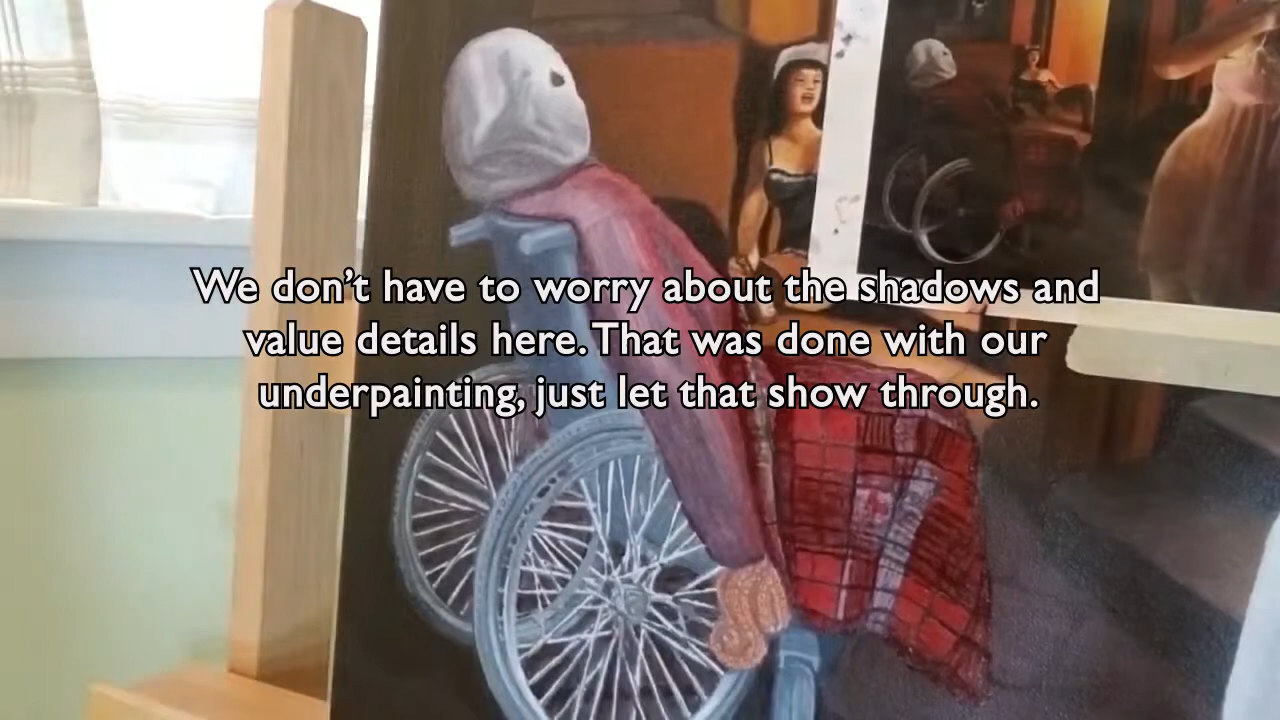 We don’t have to worry about the shadows and
value details here. That was done with our
underpainting, just let that show through.